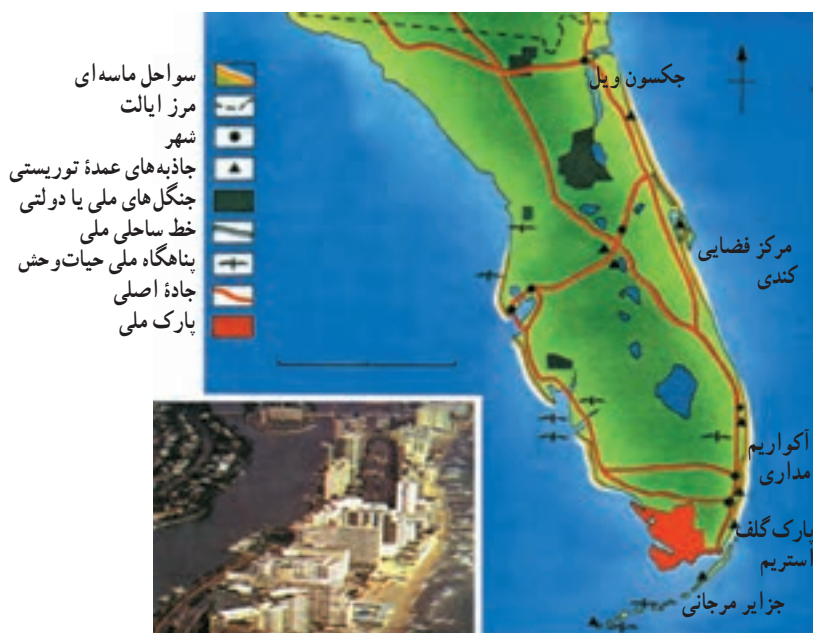 سواحل ماسه‌ای
مرز ایالت
شهر
جاذبه‌های عمدهٔ توریستی
جنگل‌های ملی یا دولتی
خط ساحلی ملی
پناهگاه ملی حیات‌وحش
جادهٔ اصلی
پارک ملی
جکسون ویل
مرکز فضایی
کندی
آکواریم
مداری
پارک گلف
استریم
جزایر مرجانی